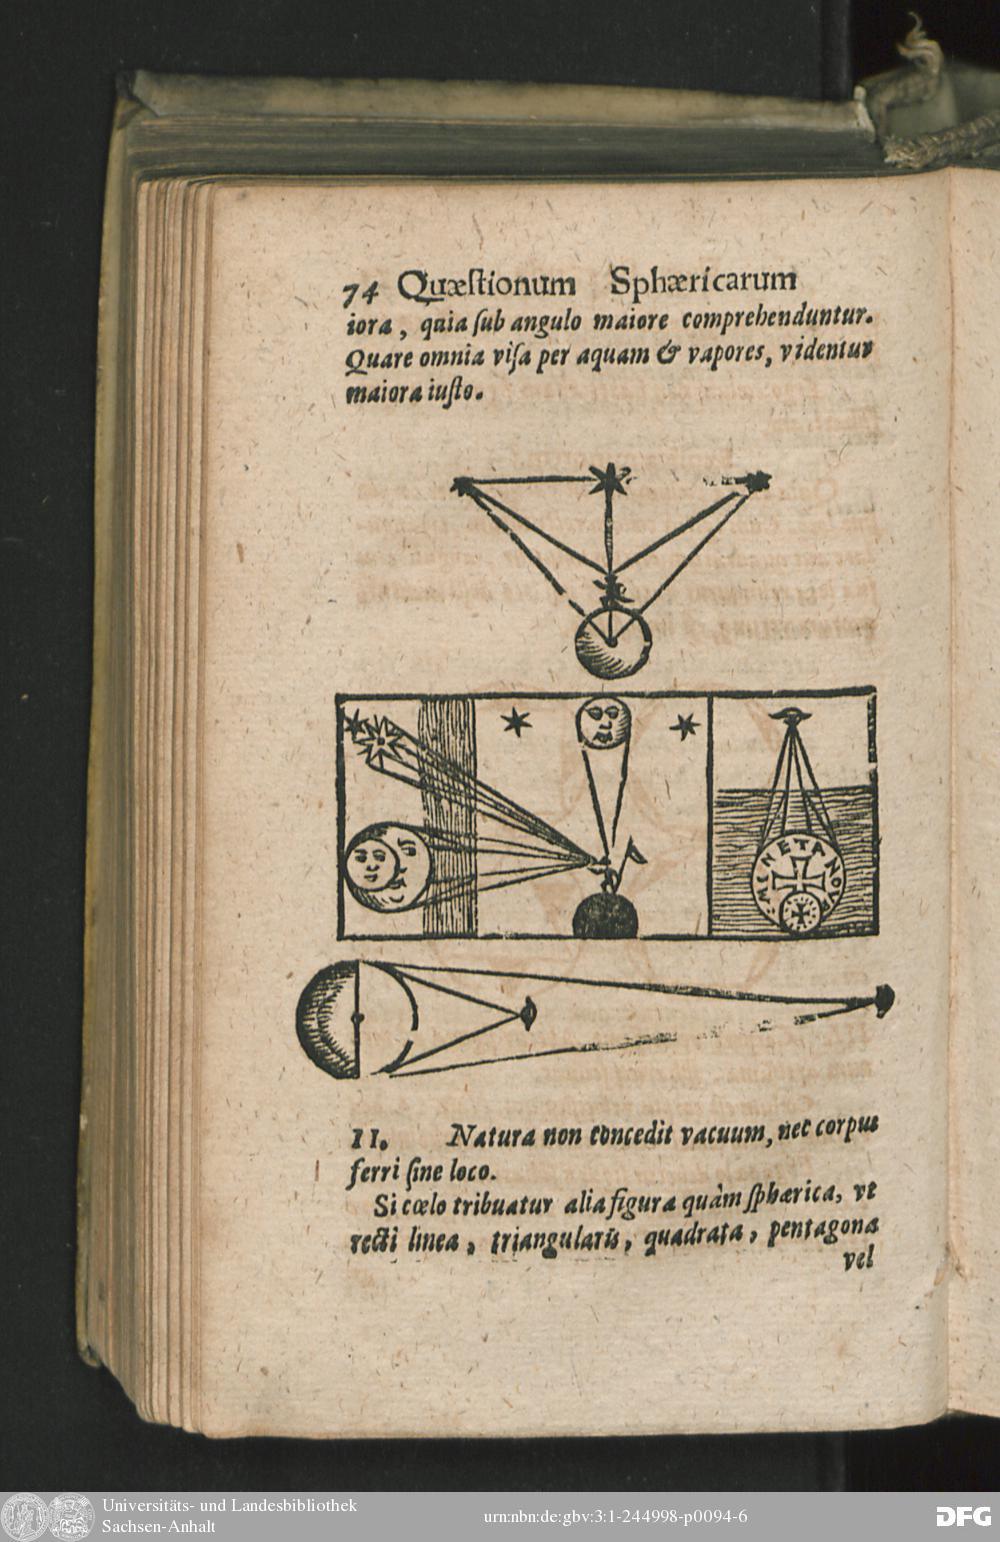 74 Quæſtionum Sphæricarum
iora, quia ſub angulo maiore comprehenduntur.
Quare omnia viſa per aquam & vapores, videntur
maiora iuſto.
MENETA NOV
II. Natura non concedit vacuum, nec corpus
ferri ſine loco.
Si cœlo tribuatur alia figura quàm ſphærica, vt
recti linea, triangularis, quadrata, pentagona
vel
Universitäts- und Landesbibliothek
Sachsen-Anhalt
urn:nbn:de:gbv:3:1-244998-p0094-6
DFG